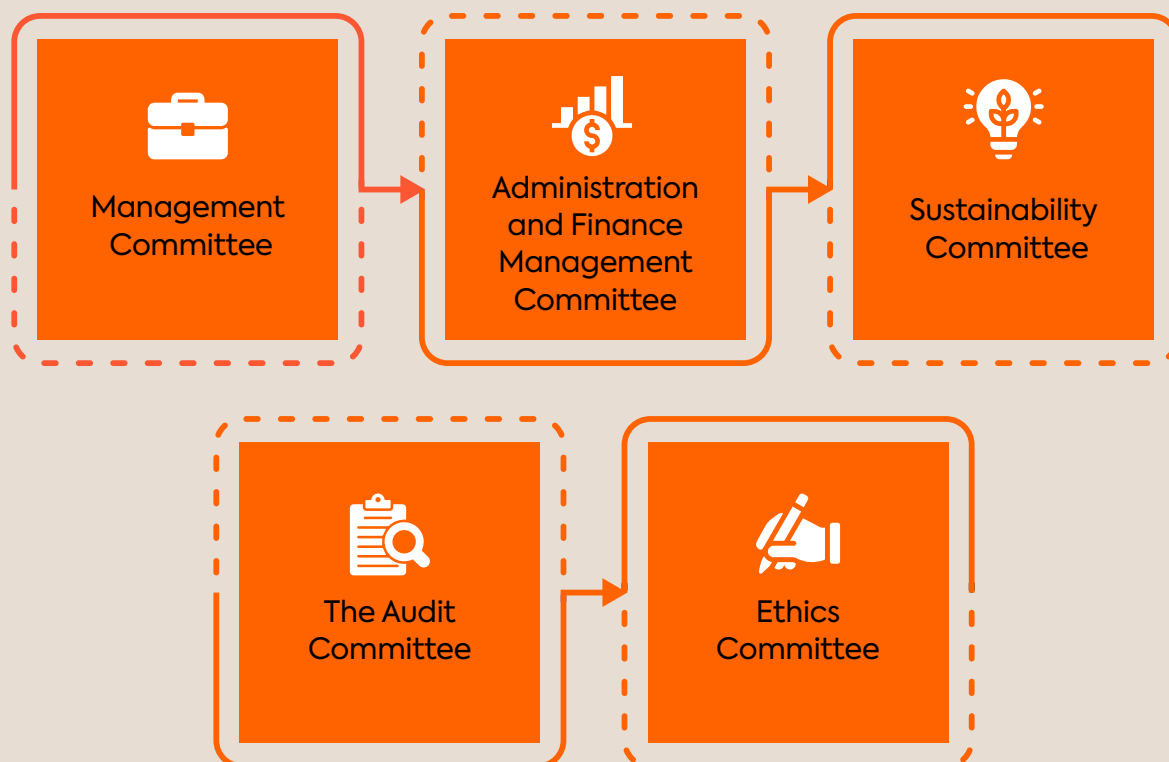 Management
Committee
Administration
and Finance
Management
Committee
Sustainability
Committee
The Audit
Committee
Ethics
Committee